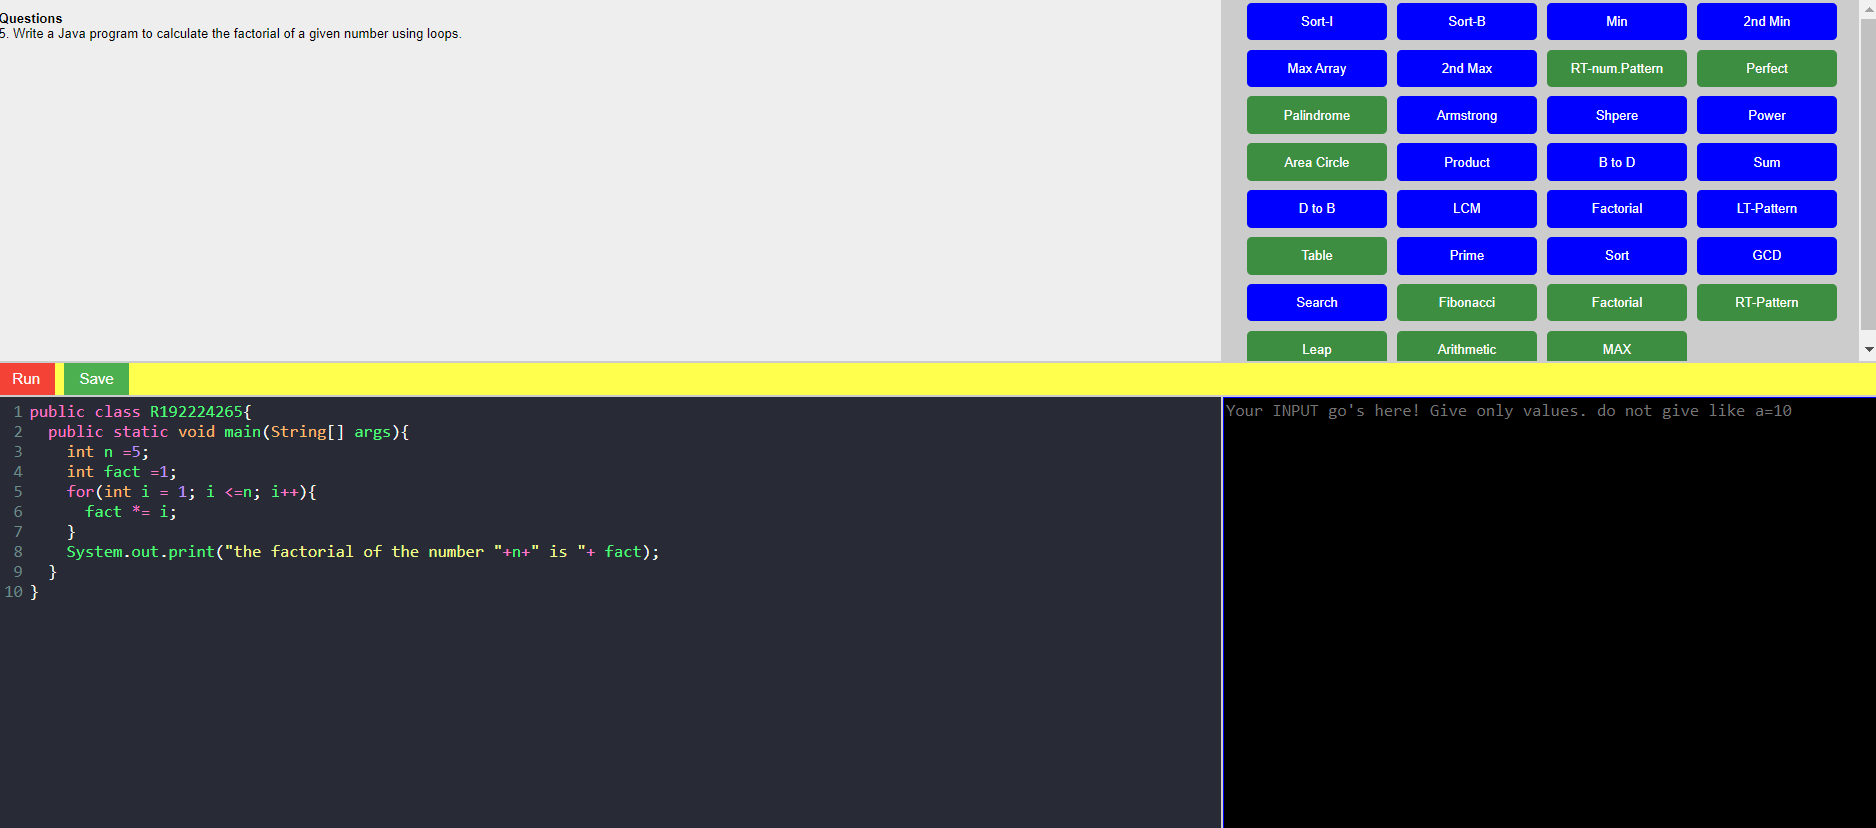 Questions
5. Write a Java program to calculate the factorial of a given number using loops.
Sort-I Sort-B Min 2nd Min
Max Array 2nd Max RT-num.Pattern Perfect
Palindrome Armstrong Shpere Power
Area Circle Product B to D Sum
D to B LCM Factorial LT-Pattern
Table Prime Sort GCD
Search Fibonacci Factorial RT-Pattern
Leap Arithmetic MAX
Run Save
1 public class R192224265{
2   public static void main(String[] args){
3     int n =5;
4     int fact =1;
5     for(int i = 1; i <=n; i++){
6       fact *= i;
7     }
8     System.out.print("the factorial of the number "+n+" is "+ fact);
9   }
10 }
Your INPUT go's here! Give only values. do not give like a=10